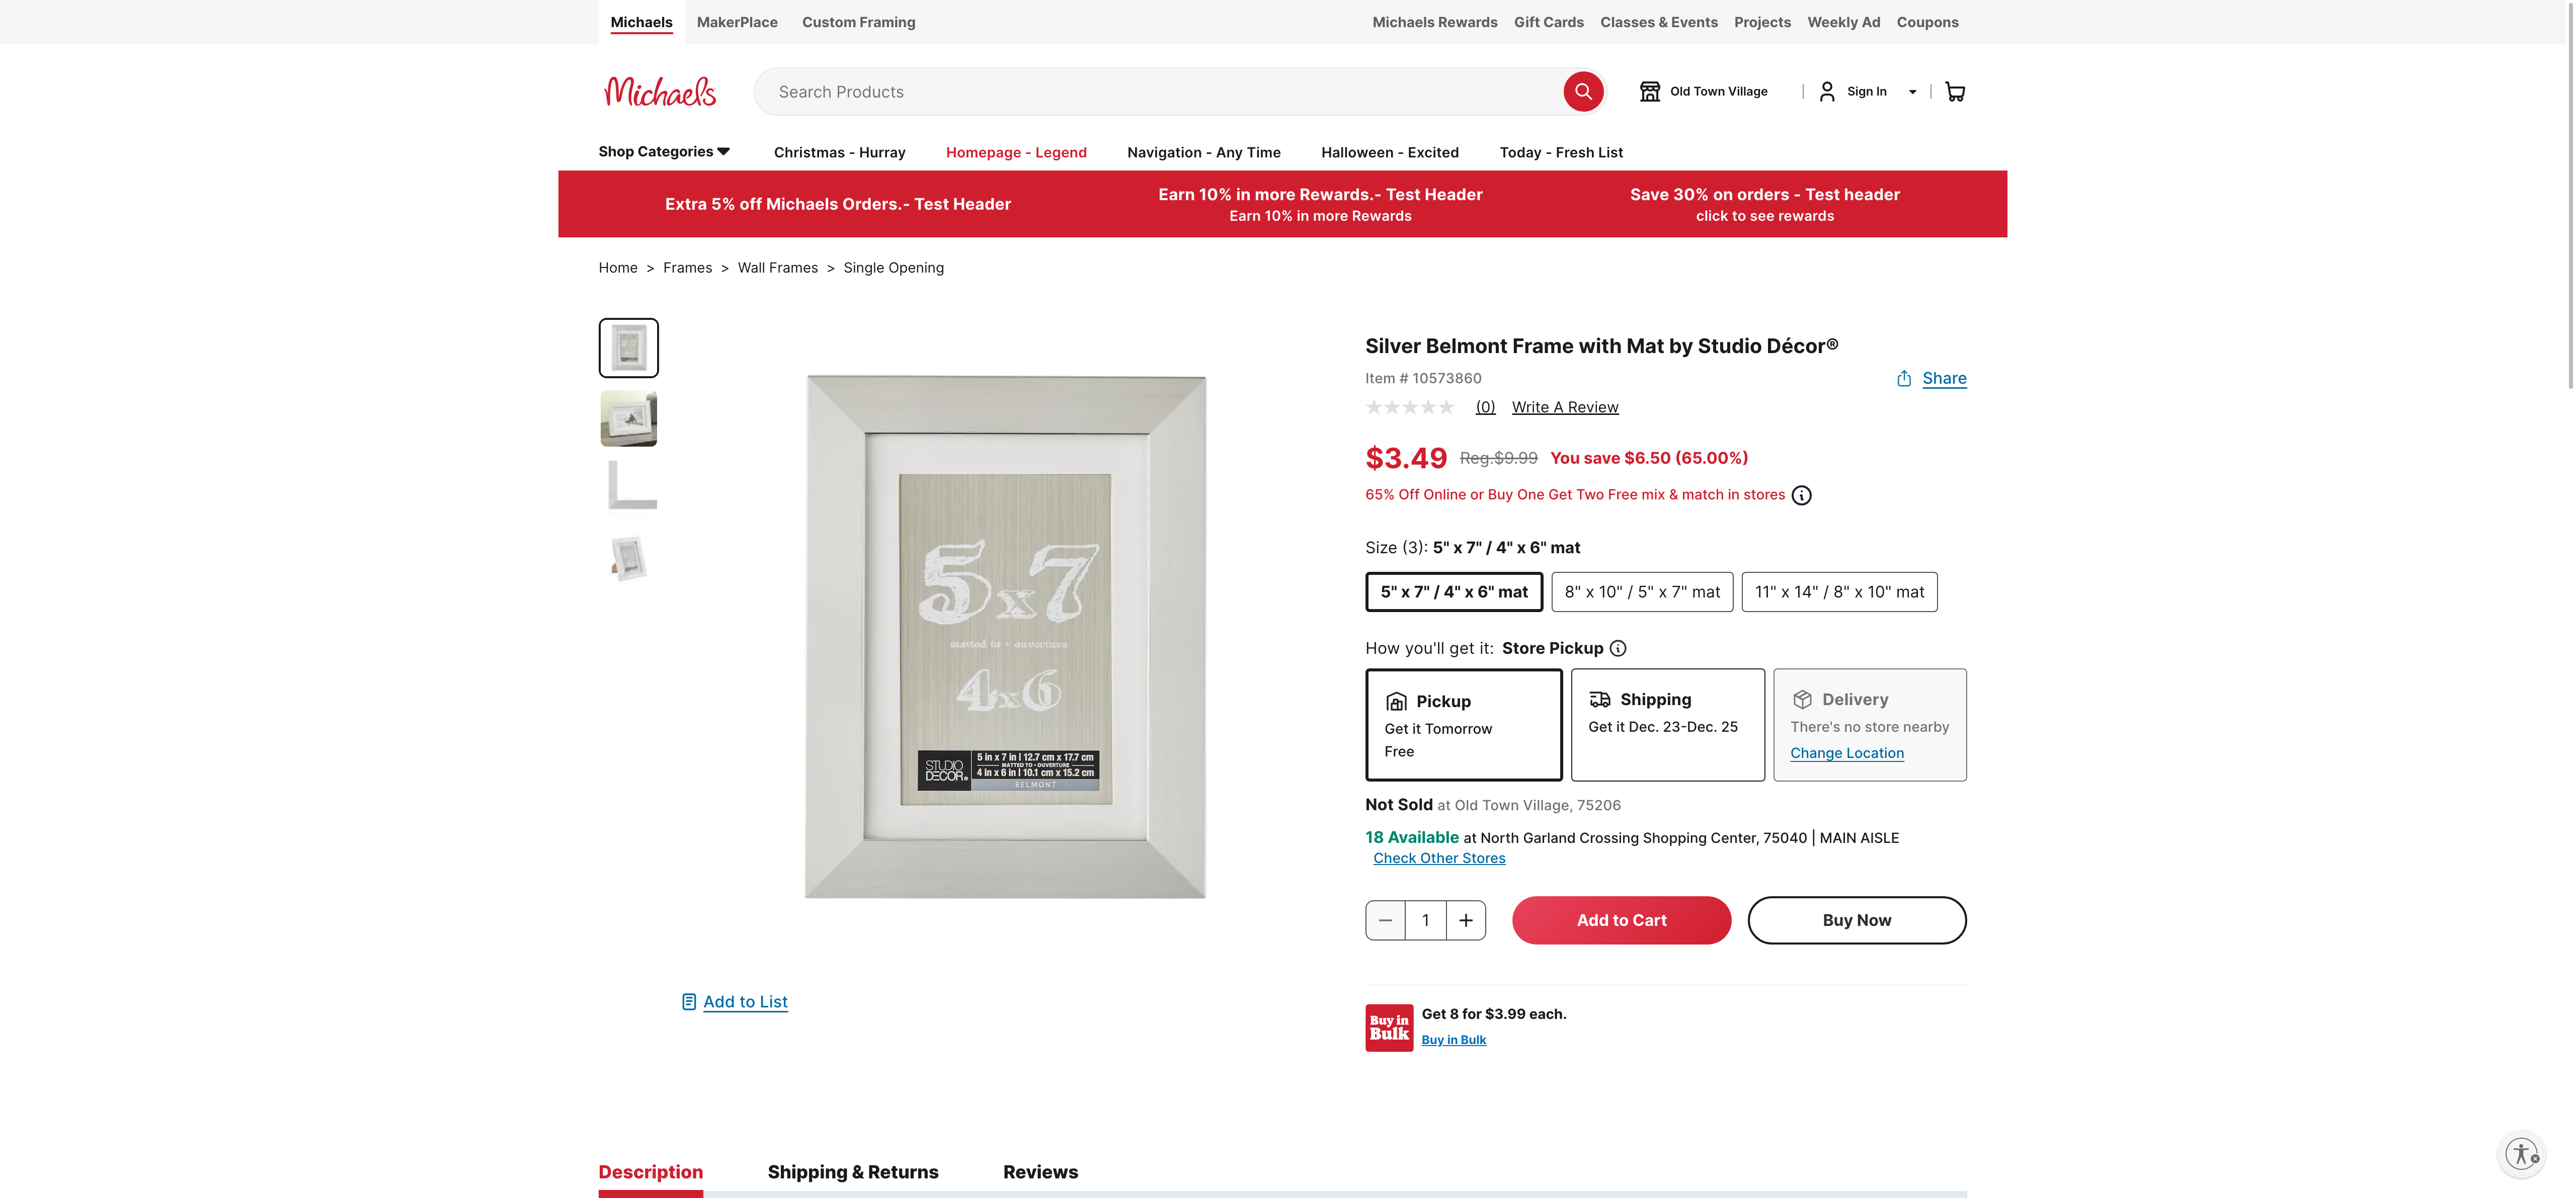 Michaels
MakerPlace
Custom Framing
Michaels Rewards
Gift Cards
Classes & Events
Projects
Weekly Ad
Coupons
Michaels
Search Products
Old Town Village
Sign In
Shop Categories
Christmas - Hurray
Homepage - Legend
Navigation - Any Time
Halloween - Excited
Today - Fresh List
Extra 5% off Michaels Orders.- Test Header
Earn 10% in more Rewards.- Test Header
Earn 10% in more Rewards
Save 30% on orders - Test header
click to see rewards
Home > Frames > Wall Frames > Single Opening
5x7
matted to • ouverture
4x6
STUDIO
DECOR®
5 in x 7 in | 12.7 cm x 17.7 cm
MATTED TO • OUVERTURE
4 in x 6 in | 10.1 cm x 15.2 cm
BELMONT
Add to List
Silver Belmont Frame with Mat by Studio Décor®
Item # 10573860
Share
(0)
Write A Review
$3.49 Reg.$9.99 You save $6.50 (65.00%)
65% Off Online or Buy One Get Two Free mix & match in stores
Size (3): 5" x 7" / 4" x 6" mat
5" x 7" / 4" x 6" mat
8" x 10" / 5" x 7" mat
11" x 14" / 8" x 10" mat
How you'll get it: Store Pickup
Pickup
Get it Tomorrow
Free
Shipping
Get it Dec. 23-Dec. 25
Delivery
There's no store nearby
Change Location
Not Sold at Old Town Village, 75206
18 Available at North Garland Crossing Shopping Center, 75040 | MAIN AISLE
Check Other Stores
1
Add to Cart
Buy Now
Buy in
Bulk
Get 8 for $3.99 each.
Buy in Bulk
Description
Shipping & Returns
Reviews